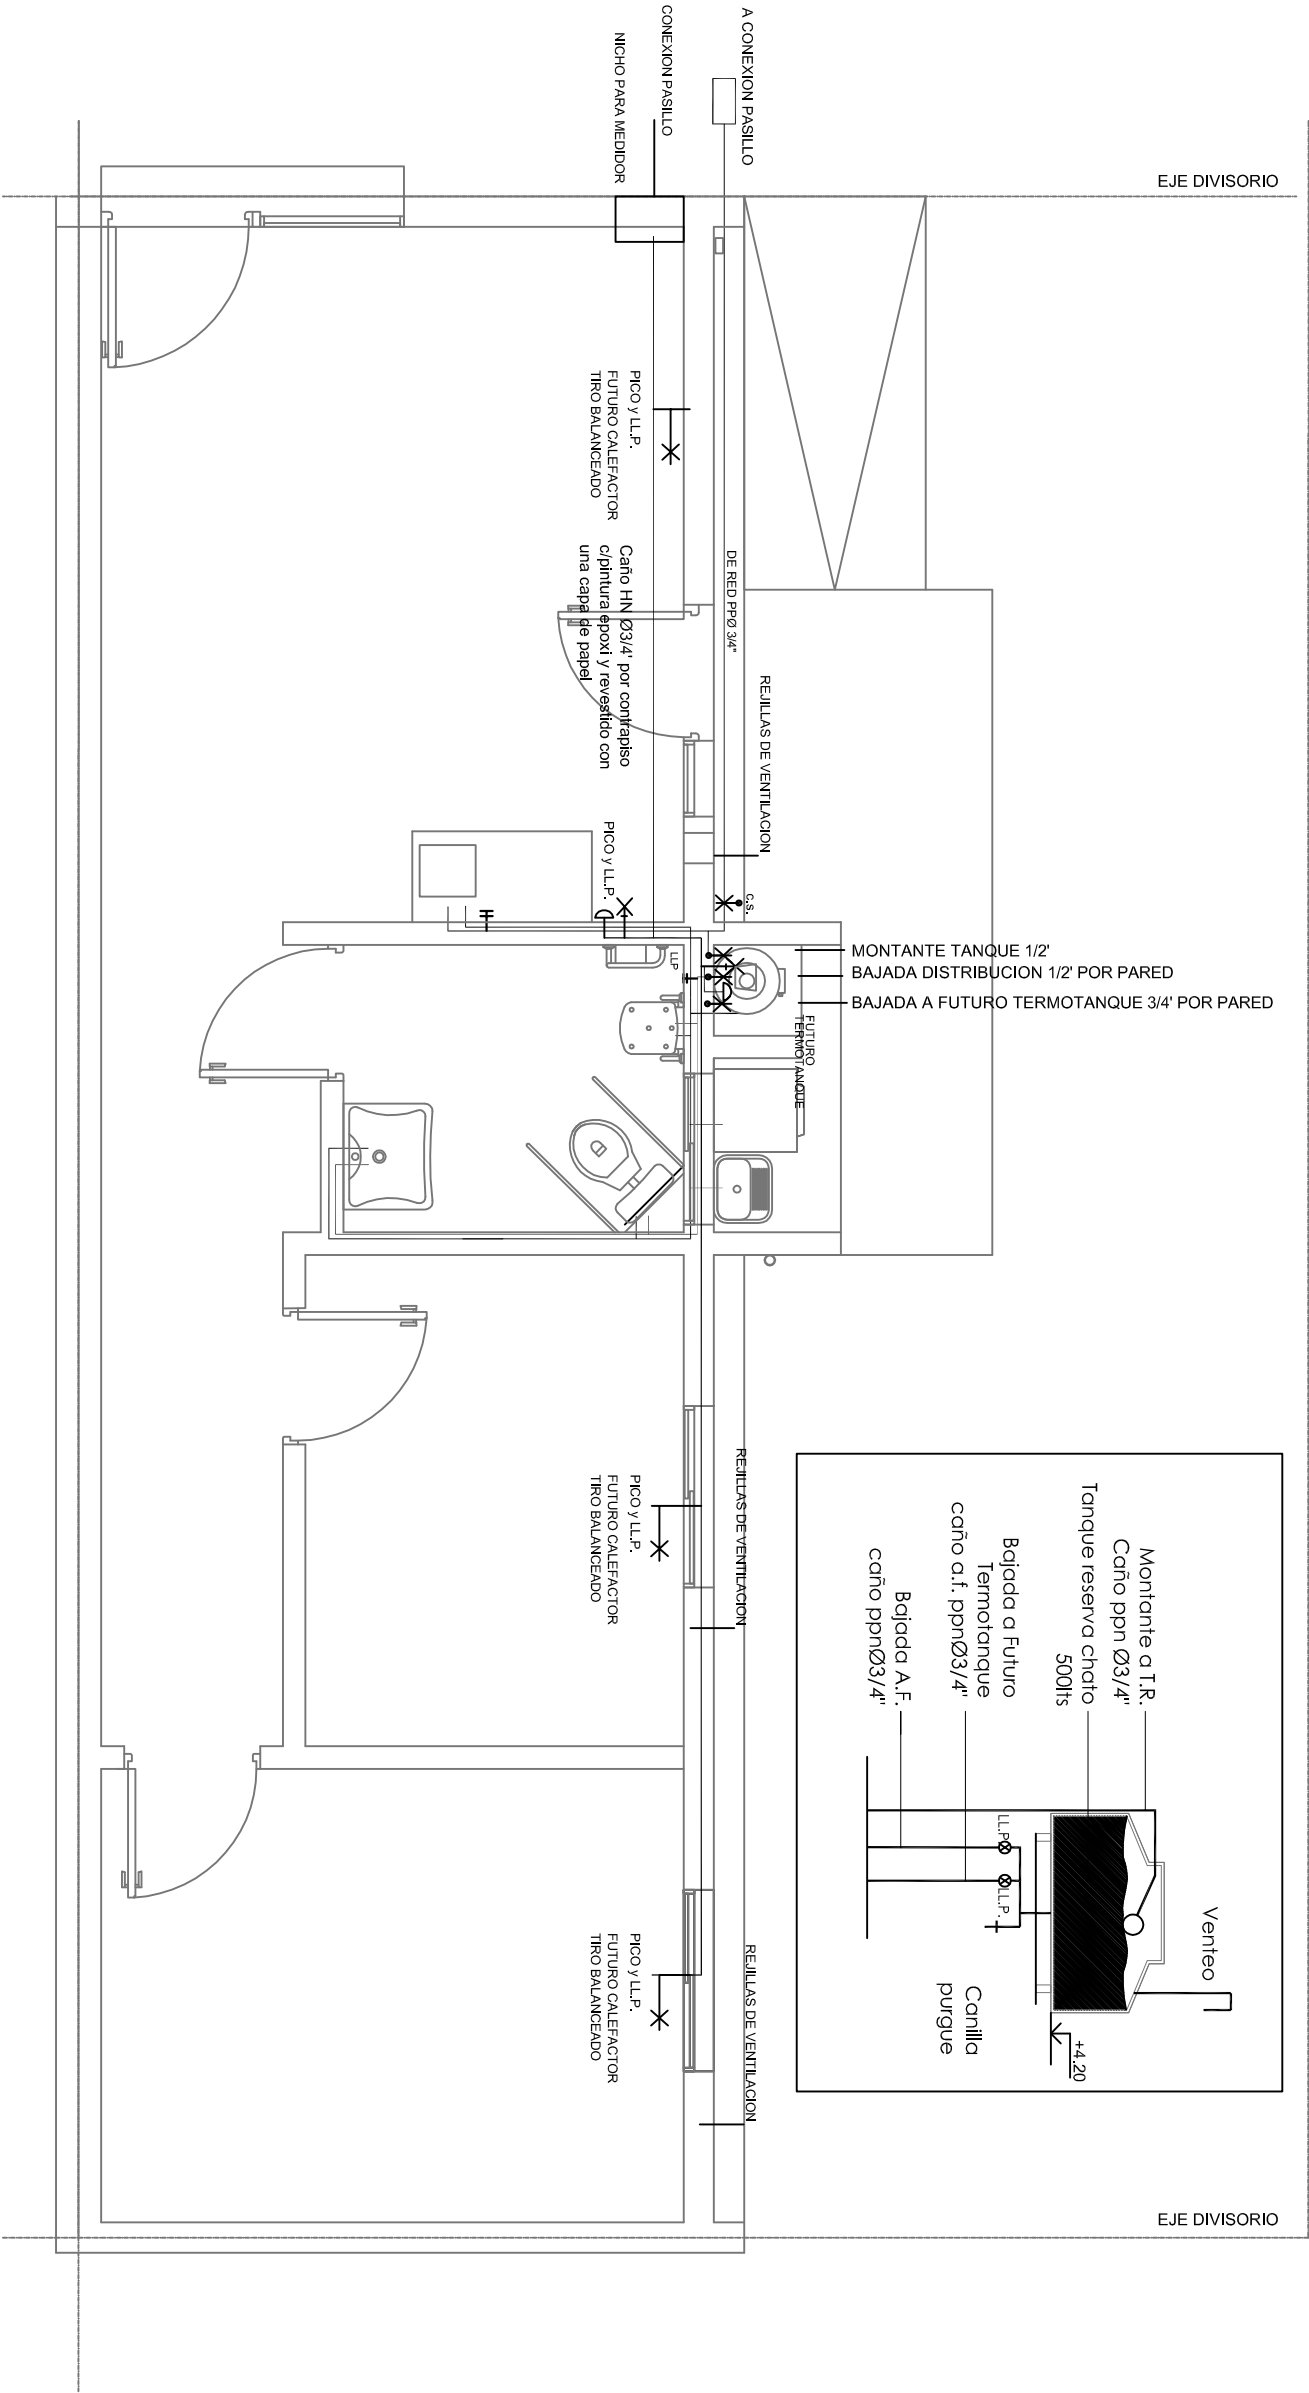 A CONEXION PASILLO
CONEXION PASILLO
NICHO PARA MEDIDOR
EJE DIVISORIO
PICO y LL.P.
FUTURO CALEFACTOR
TIRO BALANCEADO
DE RED PPØ 3/4"
Caño HN Ø3/4' por contrapiso
c/pintura epoxi y revestido con
una capa de papel
REJILLAS DE VENTILACION
PICO y LL.P.
c.s.
LLP
MONTANTE TANQUE 1/2'
BAJADA DISTRIBUCION 1/2' POR PARED
BAJADA A FUTURO TERMOTANQUE 3/4' POR PARED
FUTURO
TERMOTANQUE
REJILLAS DE VENTILACION
PICO y LL.P.
FUTURO CALEFACTOR
TIRO BALANCEADO
Montante a T.R.
Caño ppn Ø3/4"
Tanque reserva chato
500lts
Bajada a Futuro
Termotanque
caño a.f. ppnØ3/4"
Bajada A.F.
caño ppnØ3/4"
LL.P.
LL.P.
Venteo
Canilla
purgue
+4.20
REJILLAS DE VENTILACION
PICO y LL.P.
FUTURO CALEFACTOR
TIRO BALANCEADO
EJE DIVISORIO